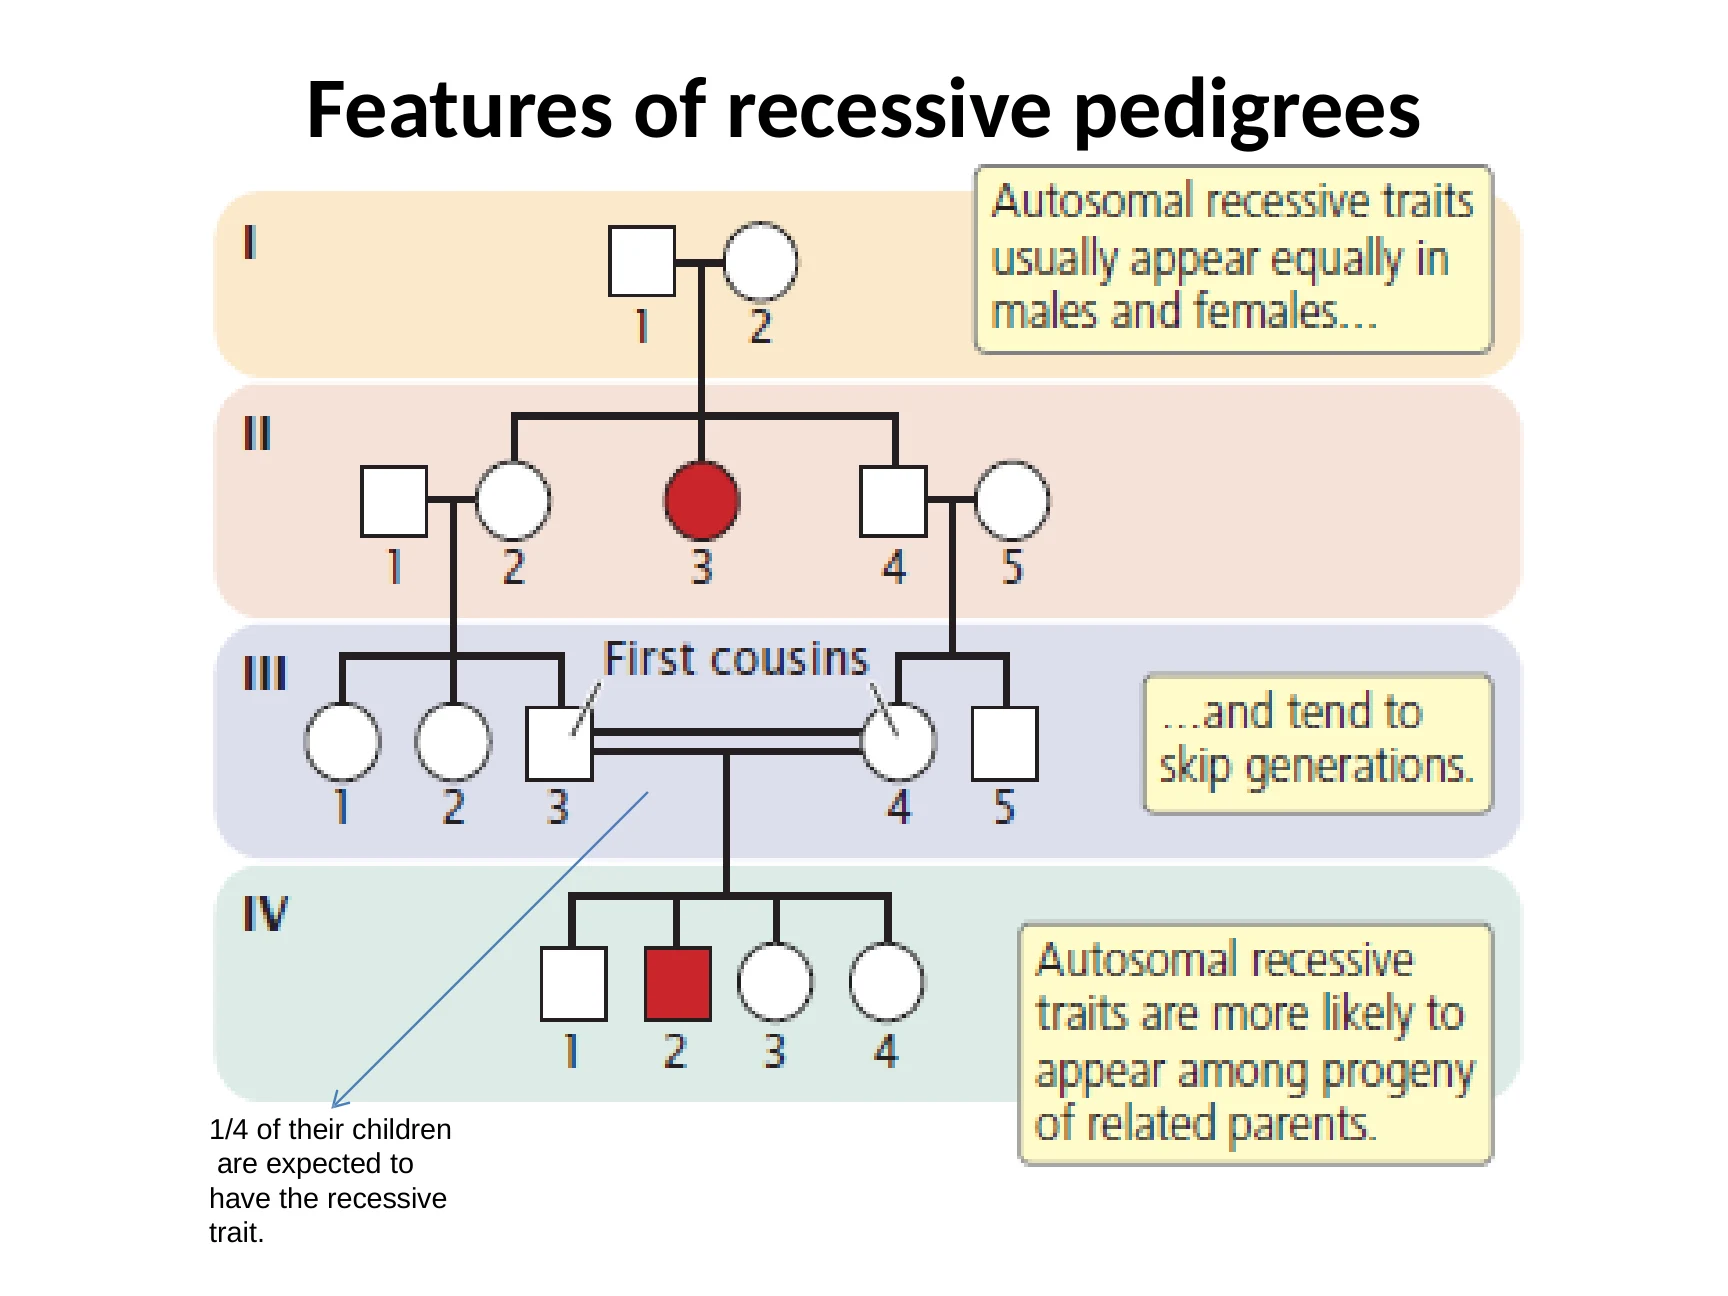 Features of recessive pedigrees
Autosomal recessive traits
usually appear equally in
males and females...
I
1 2
II
1 2 3 4 5
First cousins
III
...and tend to
skip generations.
1 2 3 4 5
IV
Autosomal recessive
traits are more likely to
appear among progeny
of related parents.
1 2 3 4
1/4 of their children
are expected to
have the recessive
trait.